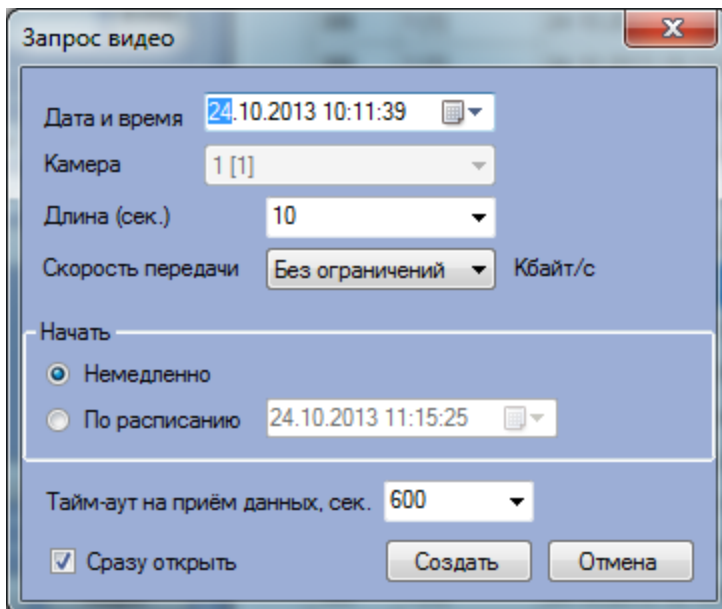 Запрос видео
Дата и время 24.10.2013 10:11:39
Камера 1 [1]
Длина (сек.) 10
Скорость передачи Без ограничений Кбайт/с
Начать
Немедленно
По расписанию 24.10.2013 11:15:25
Тайм-аут на приём данных, сек. 600
Сразу открыть Создать Отмена